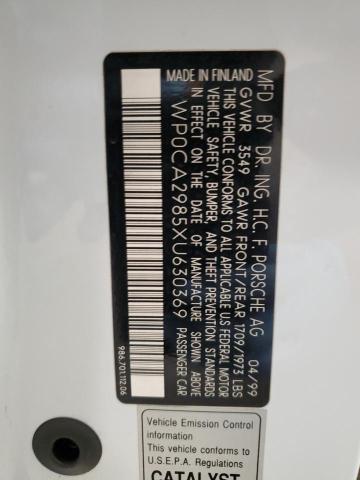 MFD BY DR. ING. H.C. F. PORSCHE AG 04/99
GVWR 3549 GAWR FRONT/REAR 1709/1973 LBS
THIS VEHICLE CONFORMS TO ALL APPLICABLE US FEDERAL MOTOR
VEHICLE SAFETY, BUMPER, AND THEFT PREVENTION STANDARDS
IN EFFECT ON THE DATE OF MANUFACTURE SHOWN ABOVE
MADE IN FINLAND WP0CA2985XU630369 PASSENGER CAR
986.701.112.06
Vehicle Emission Control
information
This vehicle conforms to
U.S.E.P.A. Regulations
CATALYST